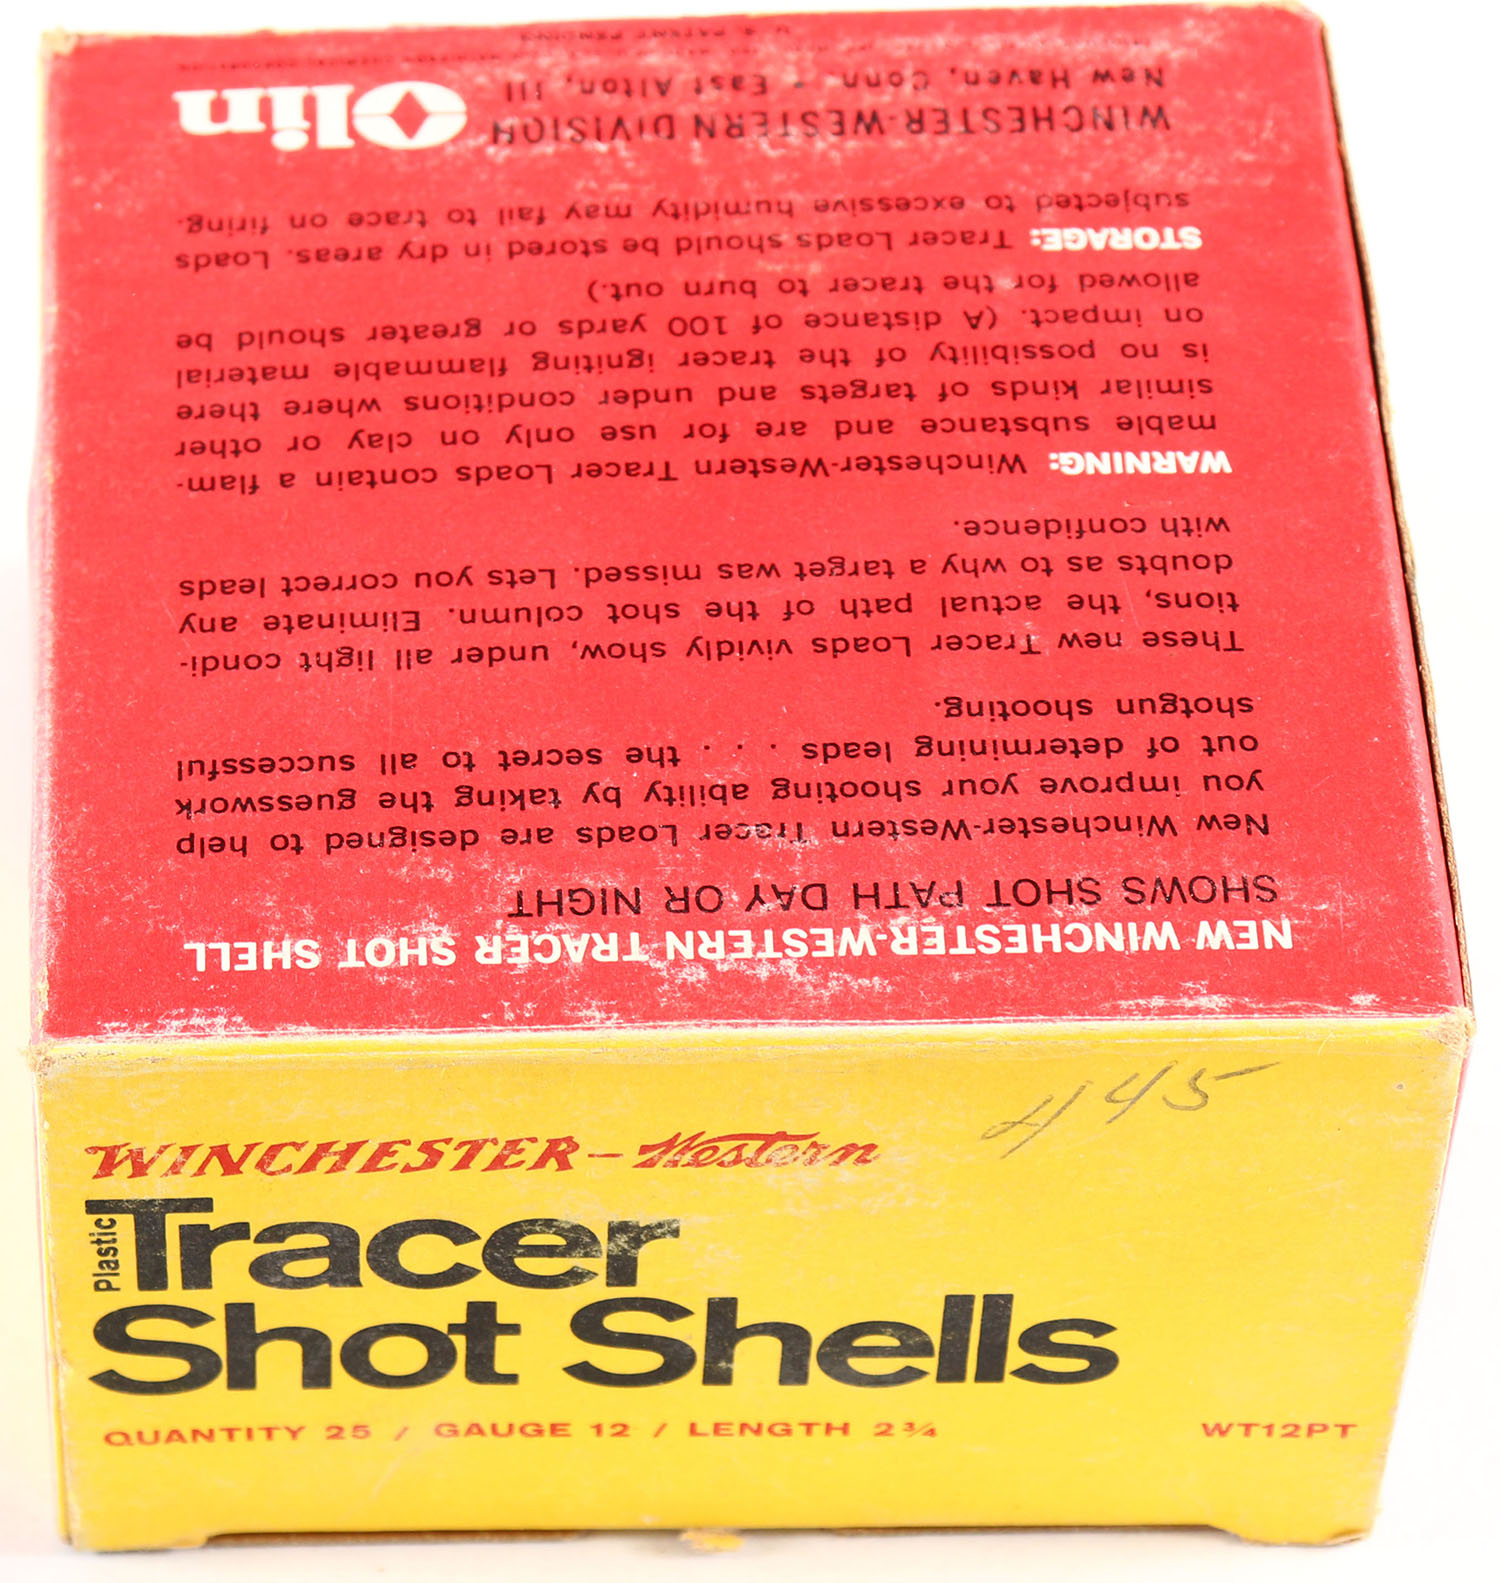 NEW WINCHESTER-WESTERN TRACER SHOT SHELL
SHOWS SHOT PATH DAY OR NIGHT
New Winchester-Western Tracer Loads are designed to help
you improve your shooting ability by taking the guesswork
out of determining leads . . . the secret to all successful
shotgun shooting.
These new Tracer Loads vividly show, under all light condi-
tions, the actual path of the shot column. Eliminate any
doubts as to why a target was missed. Lets you correct leads
with confidence.
WARNING: Winchester-Western Tracer Loads contain a flam-
mable substance and are for use only on clay or other
similar kinds of targets and under conditions where there
is no possibility of the tracer igniting flammable material
on impact. (A distance of 100 yards or greater should be
allowed for the tracer to burn out.)
STORAGE: Tracer Loads should be stored in dry areas. Loads
subjected to excessive humidity may fail to trace on firing.
WINCHESTER-WESTERN DIVISION Olin
New Haven, Conn. - East Alton, Ill
U.S. PATENT PENDING
445
WINCHESTER-Western
Plastic Tracer
Shot Shells
QUANTITY 25 / GAUGE 12 / LENGTH 2 3/4 WT12PT